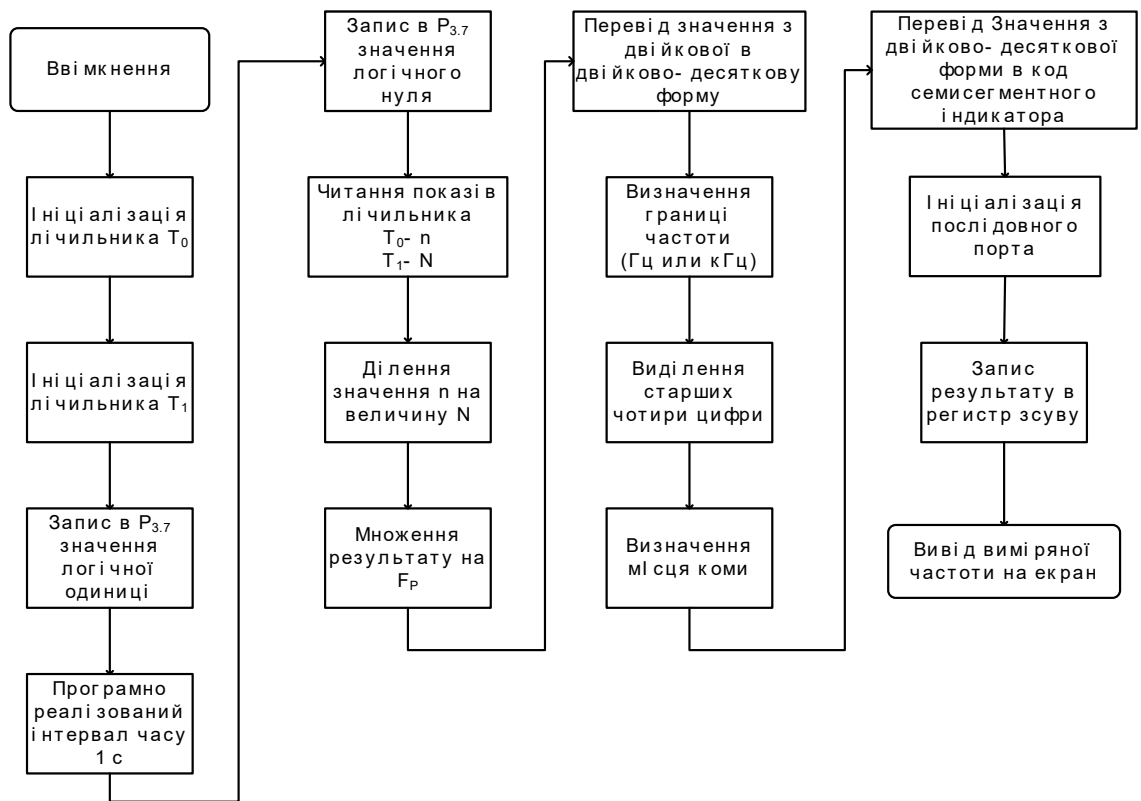 Ввімкнення
Ініціалізація
лічильника T₀
Ініціалізація
лічильника T₁
Запис в P₃.₇
значення
логічної
одиниці
Програмно
реалізований
інтервал часу
1 с
Запис в P₃.₇
значення
логічного
нуля
Читання показів
лічильника
T₀- n
T₁- N
Ділення
значення n на
величину N
Множення
результату на
Fₚ
Перевід значення з
двійкової в
двійково- десяткову
форму
Визначення
границі
частоти
(Гц или кГц)
Виділення
старших
чотири цифри
Визначення
мІсця коми
Перевід Значення з
двійково- десяткової
форми в код
семисегментного
індикатора
Ініціалізація
послідовного
порта
Запис
результату в
регистр зсуву
Вивід виміряної
частоти на екран